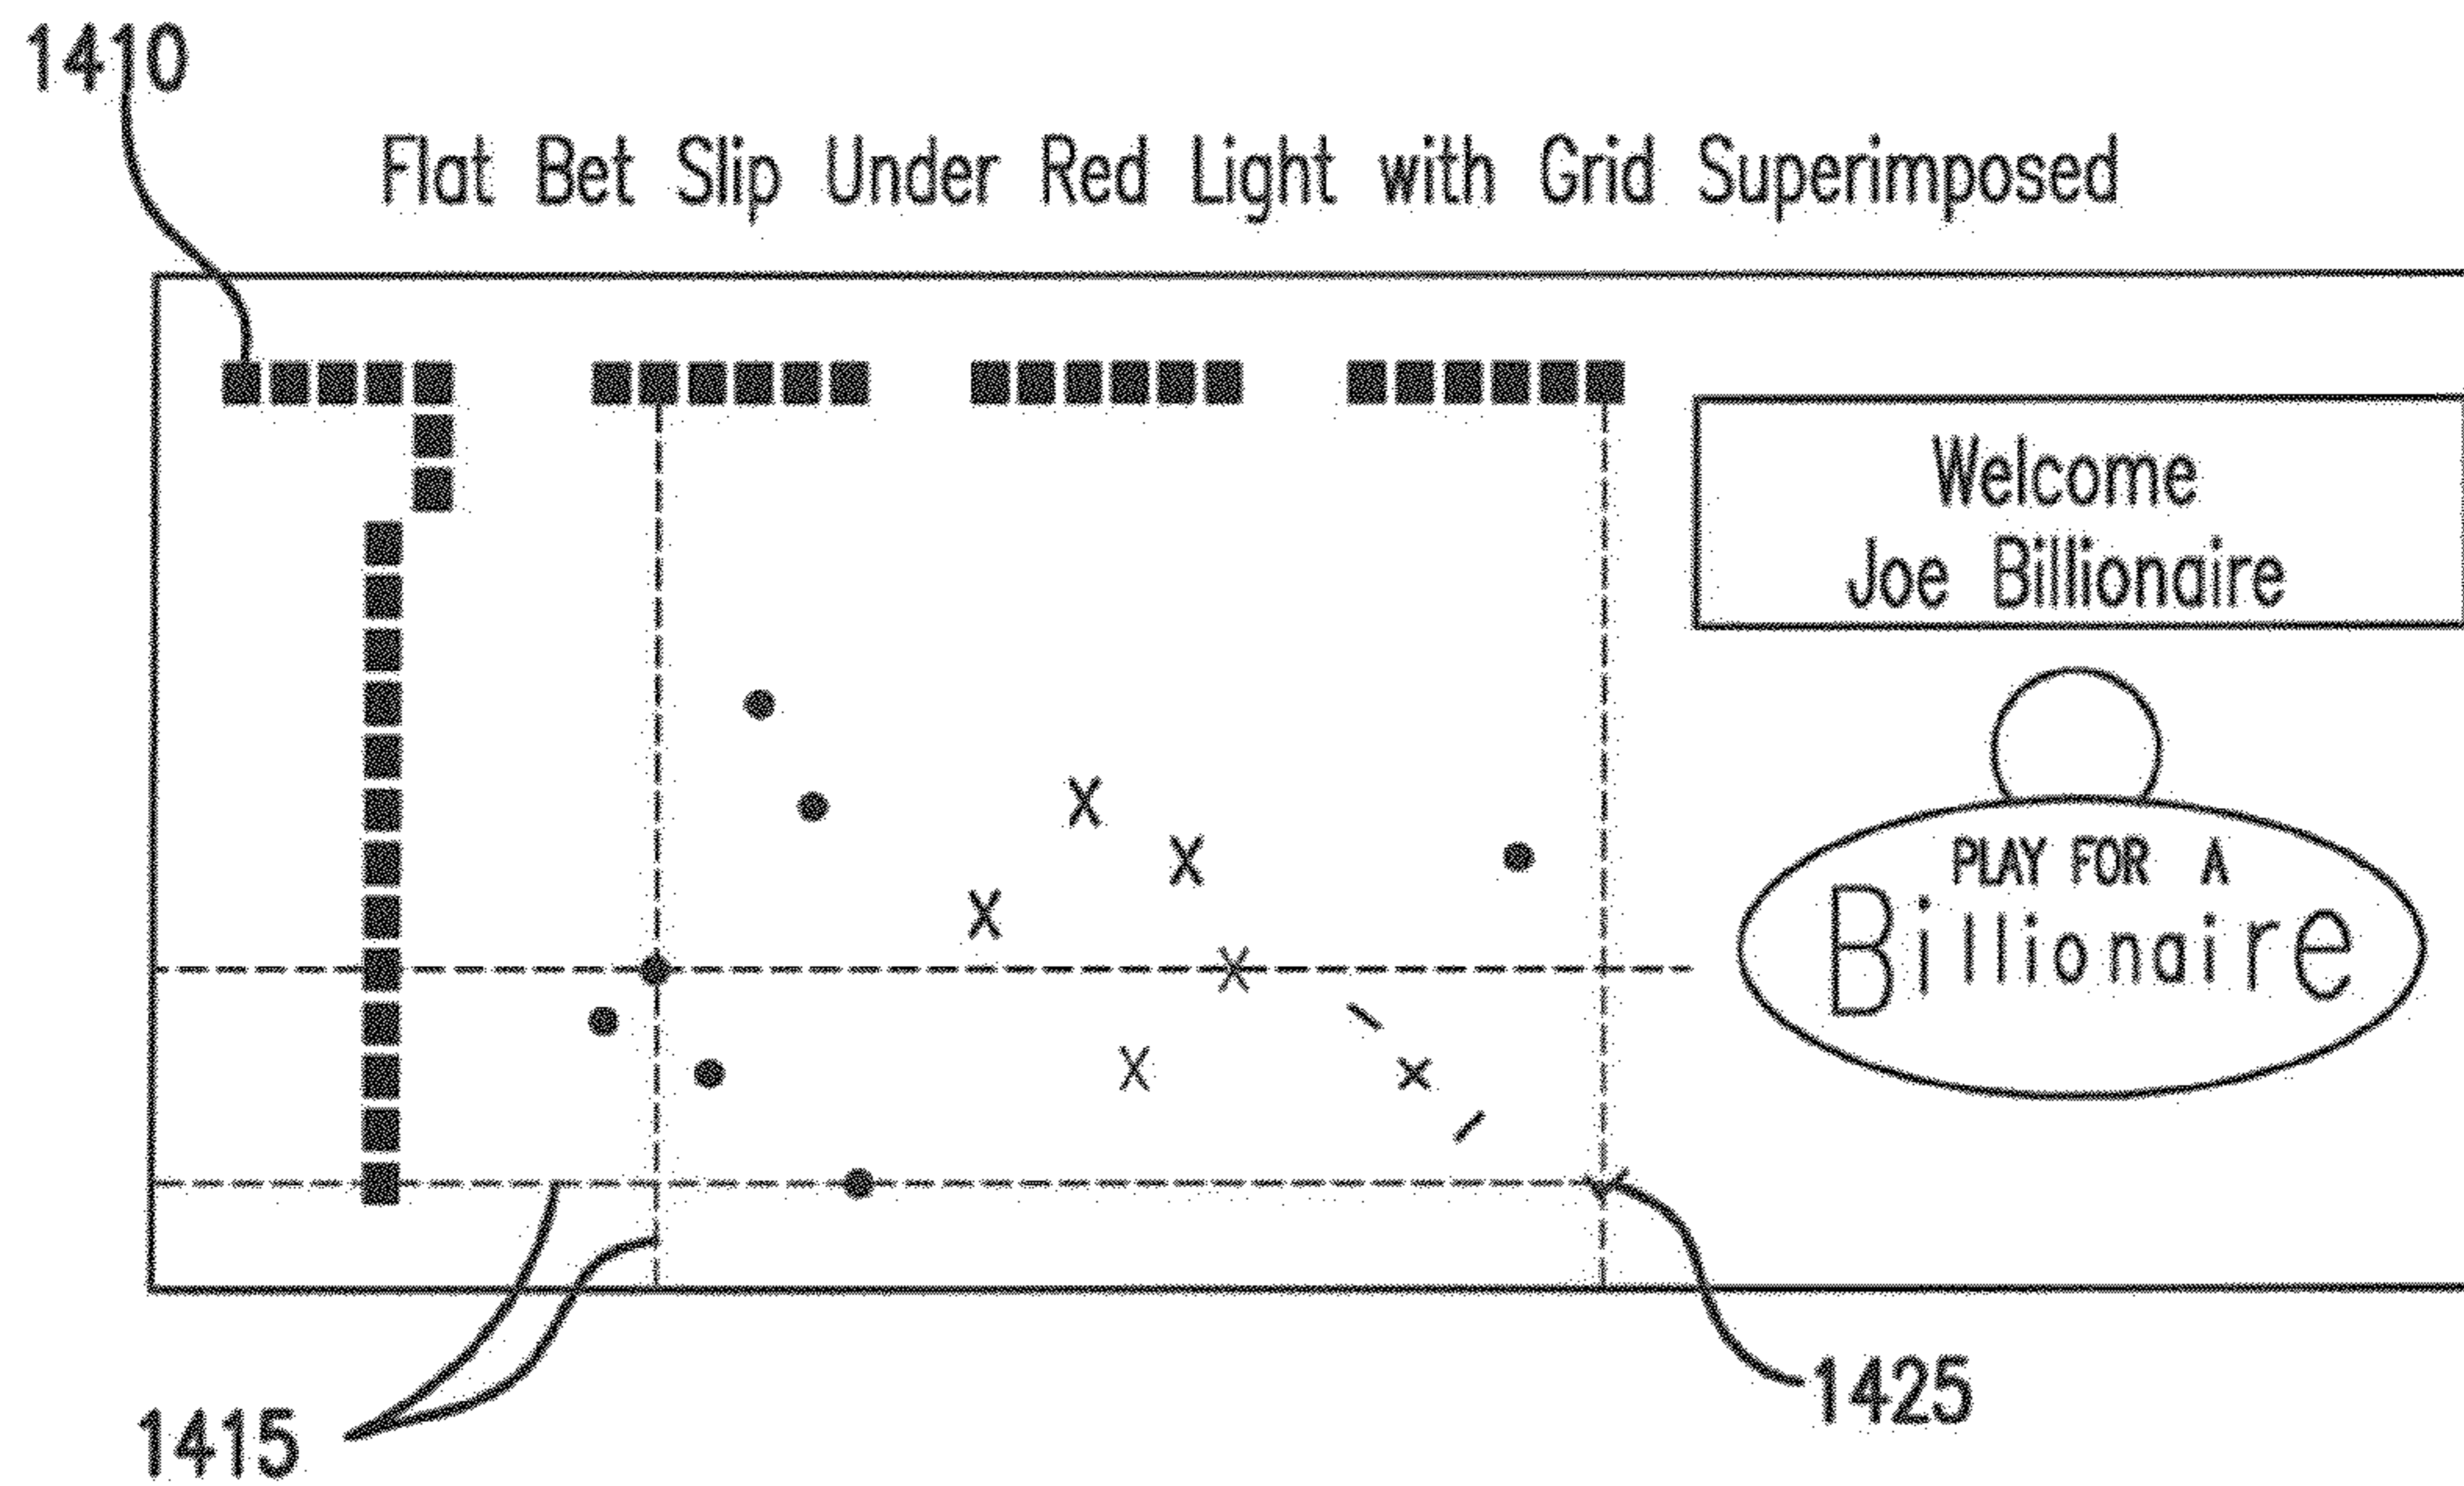 1410
Flat Bet Slip Under Red Light with Grid Superimposed
Welcome
Joe Billionaire
PLAY FOR A
Billionaire
1415
1425